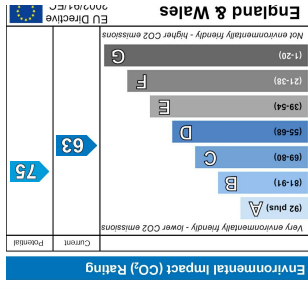 Environmental Impact (CO₂) Rating
Current Potential
Very environmentally friendly - lower CO2 emissions
(92 plus) A
(81-91) B
(69-80) C
(55-68) D
(39-54) E
(21-38) F
(1-20) G
63
75
Not environmentally friendly - higher CO2 emissions
England & Wales
EU Directive
2002/91/EC